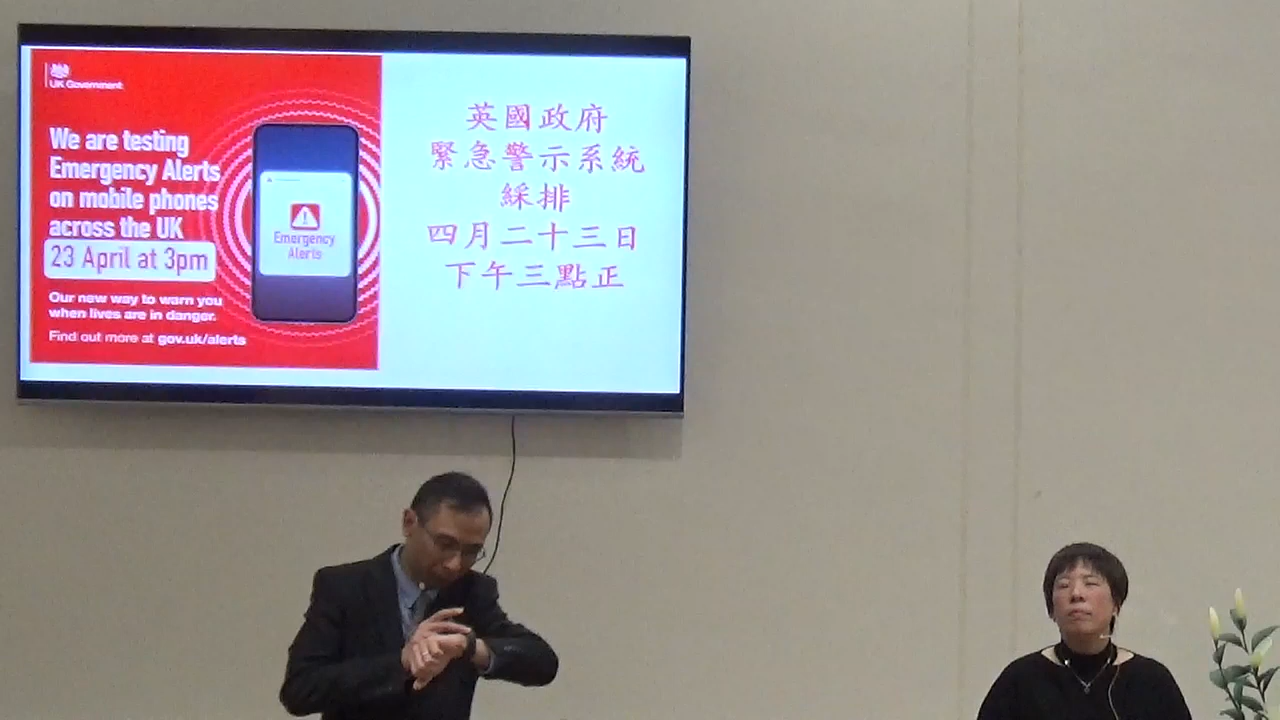 UK Government
We are testing
Emergency Alerts
on mobile phones
across the UK
23 April at 3pm
Our new way to warn you
when lives are in danger.
Find out more at gov.uk/alerts
Emergency
Alerts
英國政府
緊急警示系統
綵排
四月二十三日
下午三點正